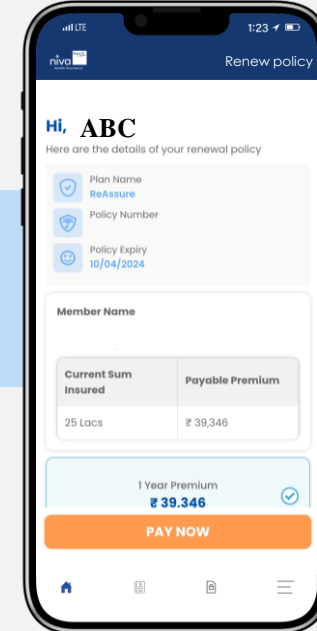 LTE
1:23
niva
Renew policy
Hi, ABC
Here are the details of your renewal policy
Plan Name
ReAssure
Policy Number
Policy Expiry
10/04/2024
Member Name
Current Sum Insured
Payable Premium
25 Lacs
₹ 39,346
1 Year Premium
₹ 39,346
PAY NOW